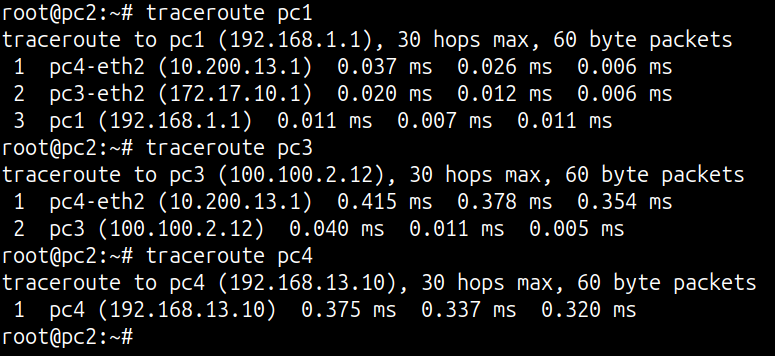 root@pc2:~# traceroute pc1
traceroute to pc1 (192.168.1.1), 30 hops max, 60 byte packets
 1  pc4-eth2 (10.200.13.1)  0.037 ms  0.026 ms  0.006 ms
 2  pc3-eth2 (172.17.10.1)  0.020 ms  0.012 ms  0.006 ms
 3  pc1 (192.168.1.1)  0.011 ms  0.007 ms  0.011 ms
root@pc2:~# traceroute pc3
traceroute to pc3 (100.100.2.12), 30 hops max, 60 byte packets
 1  pc4-eth2 (10.200.13.1)  0.415 ms  0.378 ms  0.354 ms
 2  pc3 (100.100.2.12)  0.040 ms  0.011 ms  0.005 ms
root@pc2:~# traceroute pc4
traceroute to pc4 (192.168.13.10), 30 hops max, 60 byte packets
 1  pc4 (192.168.13.10)  0.375 ms  0.337 ms  0.320 ms
root@pc2:~#